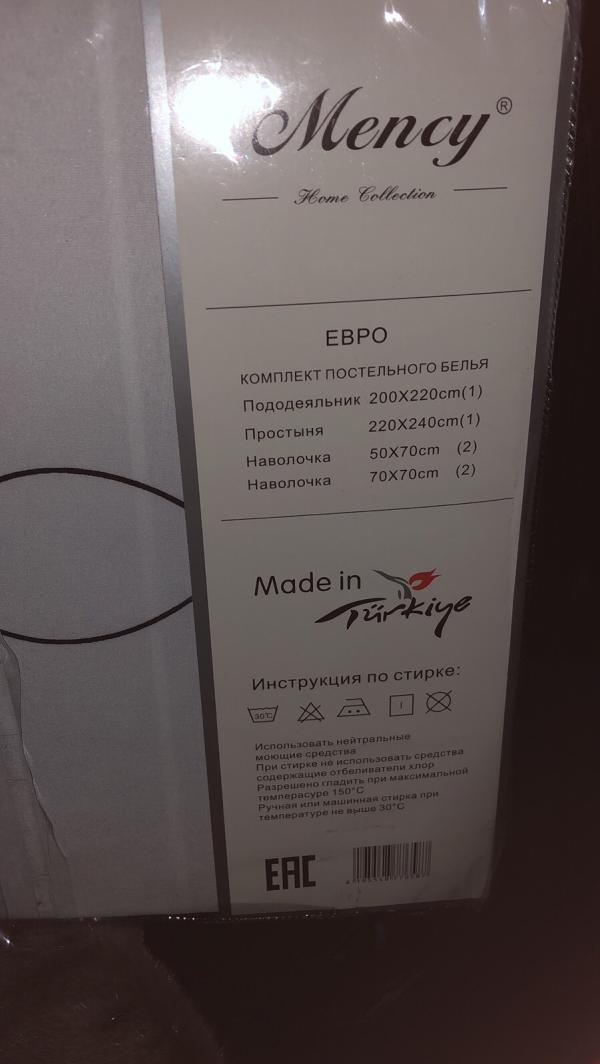 Mency®
Home Collection
ЕВРО
КОМПЛЕКТ ПОСТЕЛЬНОГО БЕЛЬЯ
Пододеяльник 200X220cm(1)
Простыня 220X240cm(1)
Наволочка 50X70cm (2)
Наволочка 70X70cm (2)
Made in
Türkiye
Инструкция по стирке:
30°C
Использовать нейтральные
моющие средства
При стирке не использовать средства
содержащие отбеливатели хлор
Разрешено гладить при максимальной
темперасуре 150°C
Ручная или машинная стирка при
температуре не выше 30°C
EAC